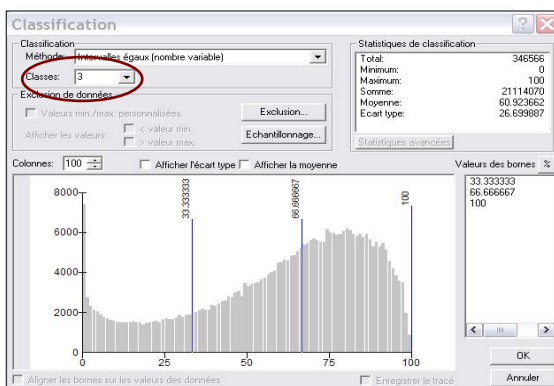 Classification
Classification
Méthode: Intervalles égaux (nombre variable)
Classes: 3
Exclusion de données
Valeurs min./max. personnalisées
Exclusion...
Afficher les valeurs:
< valeur min.
> valeur max.
Echantillonnage...
Statistiques de classification
Total: 346566
Minimum: 0
Maximum: 100
Somme: 21114070
Moyenne: 60.923662
Ecart type: 26.699887
Statistiques avancées
Colonnes: 100
Afficher l'écart type
Afficher la moyenne
Valeurs des bornes
%
33.333333
66.666667
100
8000
6000
4000
2000
0
33.333333
66.666667
100
0
25
50
75
100
Aligner les bornes sur les valeurs des données
Enregistrer le tracé
OK
Annuler